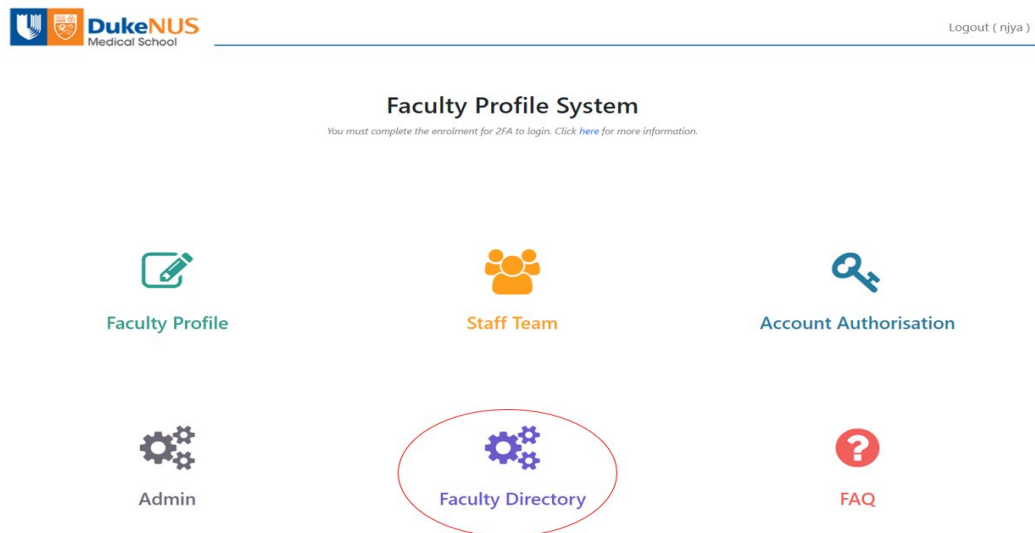 DukeNUS
Medical School
Logout ( njya )
Faculty Profile System
You must complete the enrolment for 2FA to login. Click here for more information.
Faculty Profile
Staff Team
Account Authorisation
Admin
Faculty Directory
FAQ